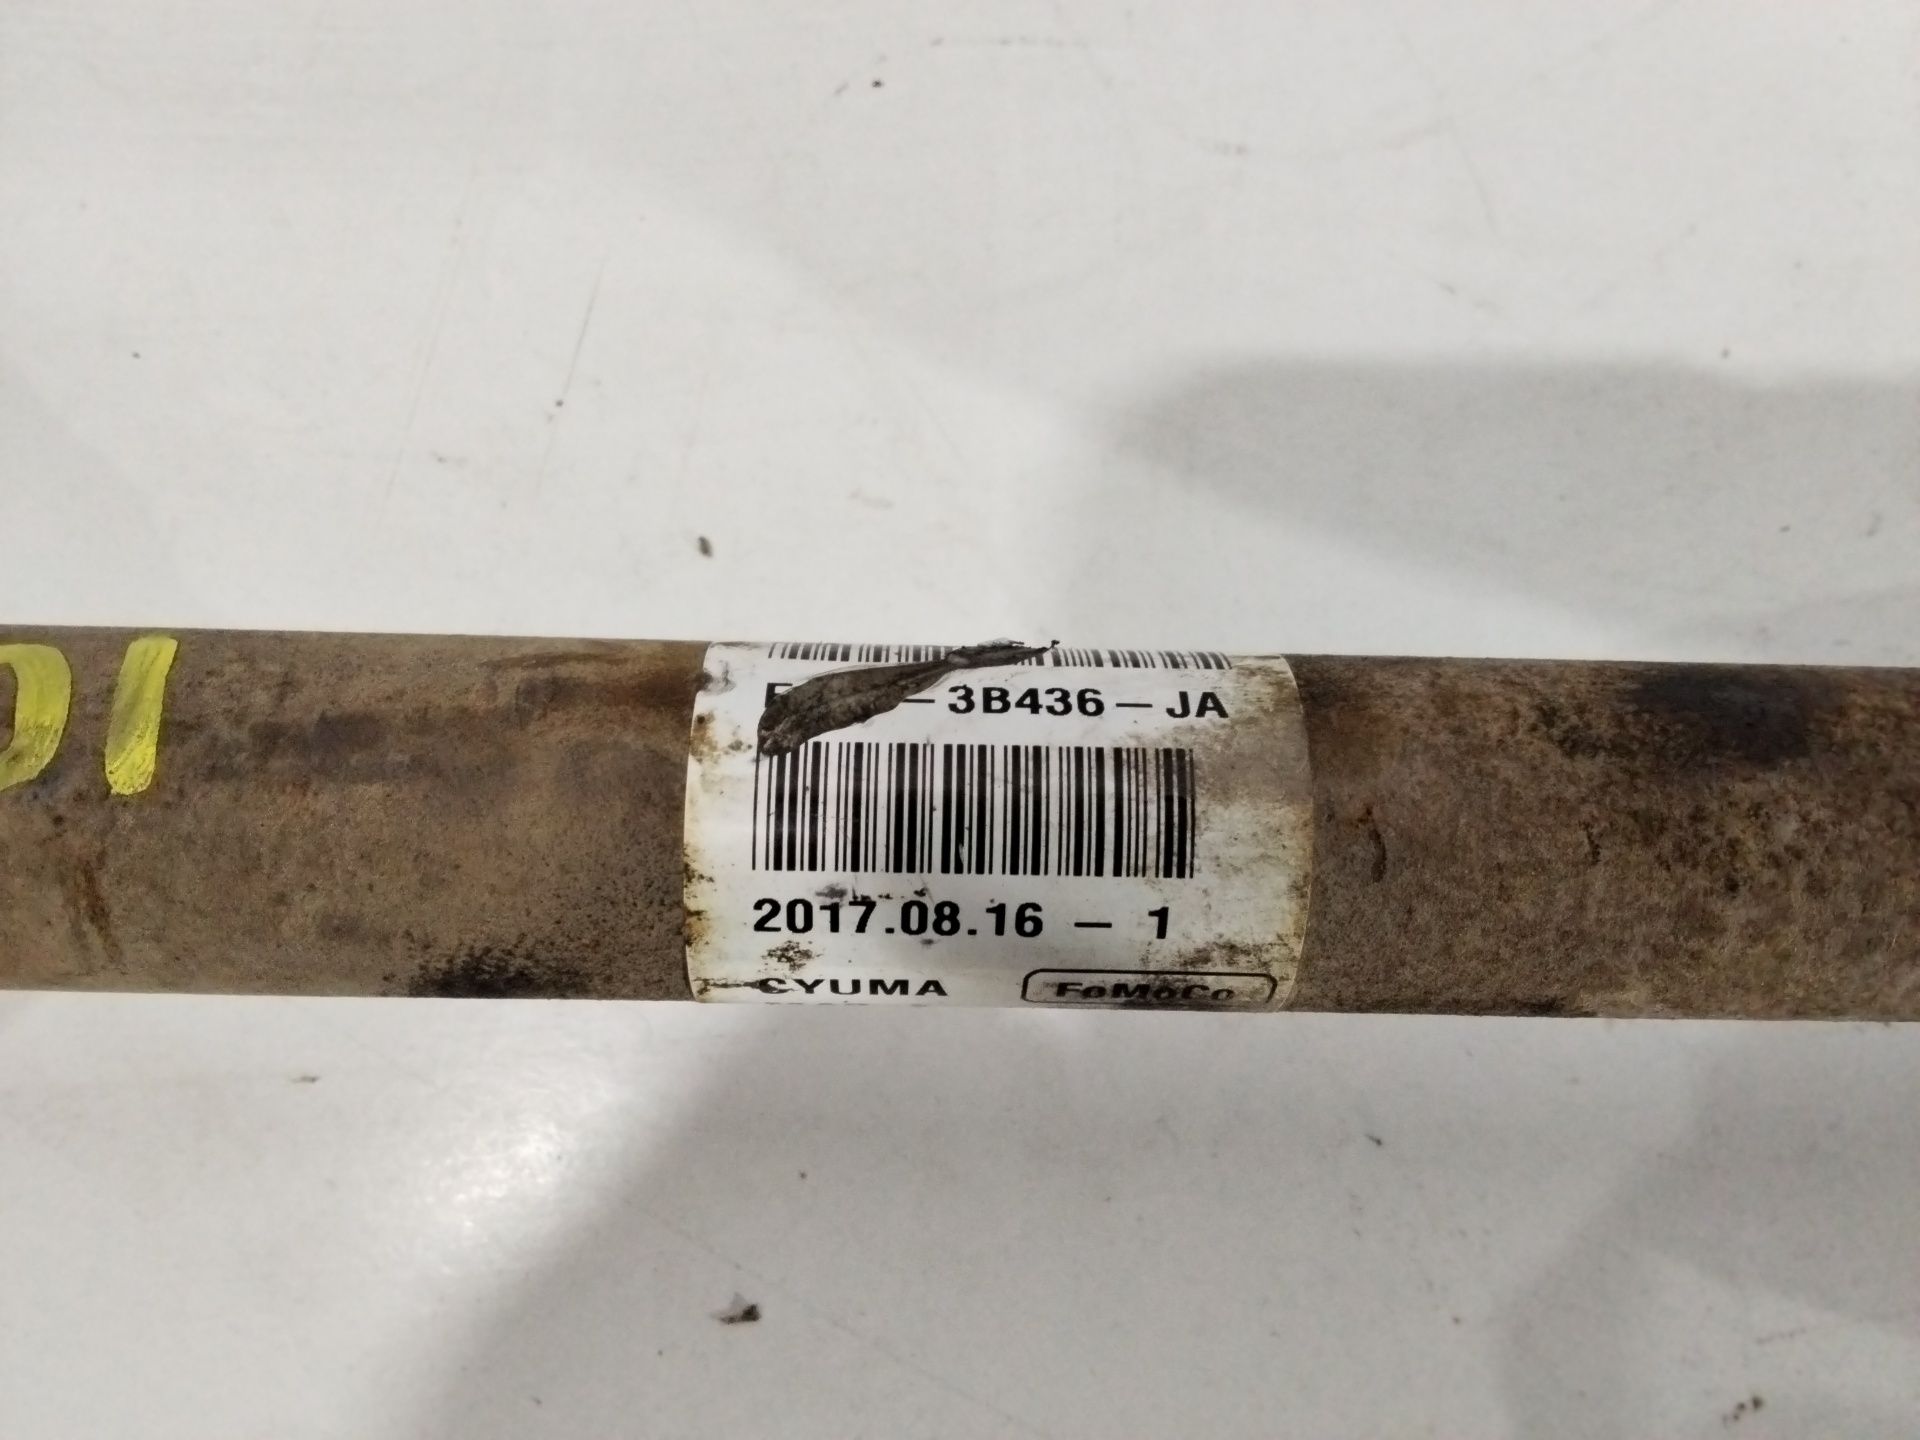 -3B436-JA
2017.08.16 - 1
CYUMA
FoMoCo